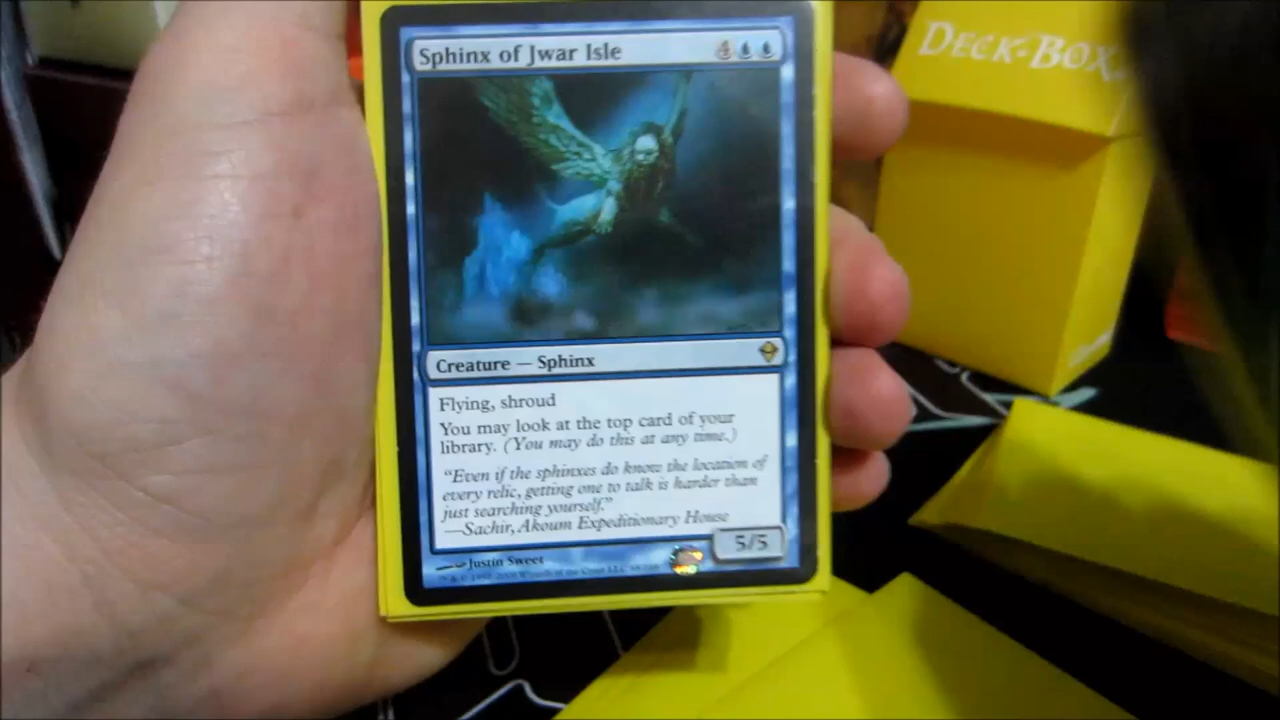 DECK-BOX
Sphinx of Jwar Isle 4
Creature — Sphinx
Flying, shroud
You may look at the top card of your
library. (You may do this at any time.)
“Even if the sphinxes do know the location of
every relic, getting one to talk is harder than
just searching yourself.”
—Sachir, Akoum Expeditionary House
5/5
Justin Sweet